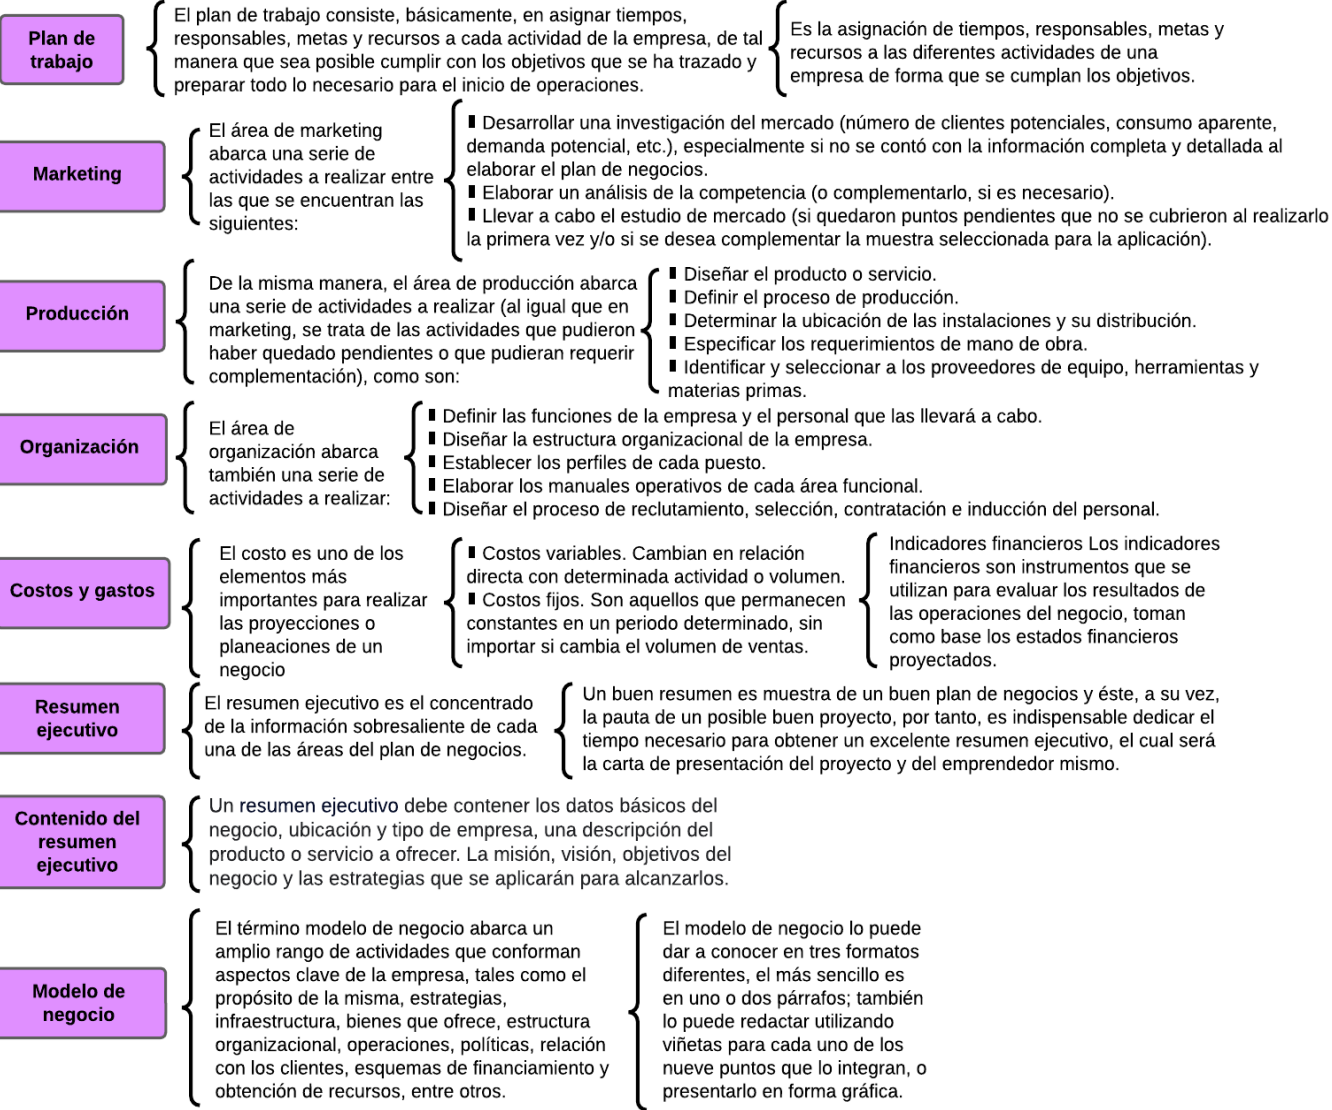 Plan de
trabajo
El plan de trabajo consiste, básicamente, en asignar tiempos,
responsables, metas y recursos a cada actividad de la empresa, de tal
manera que sea posible cumplir con los objetivos que se ha trazado y
preparar todo lo necesario para el inicio de operaciones.
Es la asignación de tiempos, responsables, metas y
recursos a las diferentes actividades de una
empresa de forma que se cumplan los objetivos.
Marketing
El área de marketing
abarca una serie de
actividades a realizar entre
las que se encuentran las
siguientes:
▮ Desarrollar una investigación del mercado (número de clientes potenciales, consumo aparente,
demanda potencial, etc.), especialmente si no se contó con la información completa y detallada al
elaborar el plan de negocios.
▮ Elaborar un análisis de la competencia (o complementarlo, si es necesario).
▮ Llevar a cabo el estudio de mercado (si quedaron puntos pendientes que no se cubrieron al realizarlo
la primera vez y/o si se desea complementar la muestra seleccionada para la aplicación).
Producción
De la misma manera, el área de producción abarca
una serie de actividades a realizar (al igual que en
marketing, se trata de las actividades que pudieron
haber quedado pendientes o que pudieran requerir
complementación), como son:
▮ Diseñar el producto o servicio.
▮ Definir el proceso de producción.
▮ Determinar la ubicación de las instalaciones y su distribución.
▮ Especificar los requerimientos de mano de obra.
▮ Identificar y seleccionar a los proveedores de equipo, herramientas y
materias primas.
Organización
El área de
organización abarca
también una serie de
actividades a realizar:
▮ Definir las funciones de la empresa y el personal que las llevará a cabo.
▮ Diseñar la estructura organizacional de la empresa.
▮ Establecer los perfiles de cada puesto.
▮ Elaborar los manuales operativos de cada área funcional.
▮ Diseñar el proceso de reclutamiento, selección, contratación e inducción del personal.
Costos y gastos
El costo es uno de los
elementos más
importantes para realizar
las proyecciones o
planeaciones de un
negocio
▮ Costos variables. Cambian en relación
directa con determinada actividad o volumen.
▮ Costos fijos. Son aquellos que permanecen
constantes en un periodo determinado, sin
importar si cambia el volumen de ventas.
Indicadores financieros Los indicadores
financieros son instrumentos que se
utilizan para evaluar los resultados de
las operaciones del negocio, toman
como base los estados financieros
proyectados.
Resumen
ejecutivo
El resumen ejecutivo es el concentrado
de la información sobresaliente de cada
una de las áreas del plan de negocios.
Un buen resumen es muestra de un buen plan de negocios y éste, a su vez,
la pauta de un posible buen proyecto, por tanto, es indispensable dedicar el
tiempo necesario para obtener un excelente resumen ejecutivo, el cual será
la carta de presentación del proyecto y del emprendedor mismo.
Contenido del
resumen
ejecutivo
Un resumen ejecutivo debe contener los datos básicos del
negocio, ubicación y tipo de empresa, una descripción del
producto o servicio a ofrecer. La misión, visión, objetivos del
negocio y las estrategias que se aplicarán para alcanzarlos.
Modelo de
negocio
El término modelo de negocio abarca un
amplio rango de actividades que conforman
aspectos clave de la empresa, tales como el
propósito de la misma, estrategias,
infraestructura, bienes que ofrece, estructura
organizacional, operaciones, políticas, relación
con los clientes, esquemas de financiamiento y
obtención de recursos, entre otros.
El modelo de negocio lo puede
dar a conocer en tres formatos
diferentes, el más sencillo es
en uno o dos párrafos; también
lo puede redactar utilizando
viñetas para cada uno de los
nueve puntos que lo integran, o
presentarlo en forma gráfica.